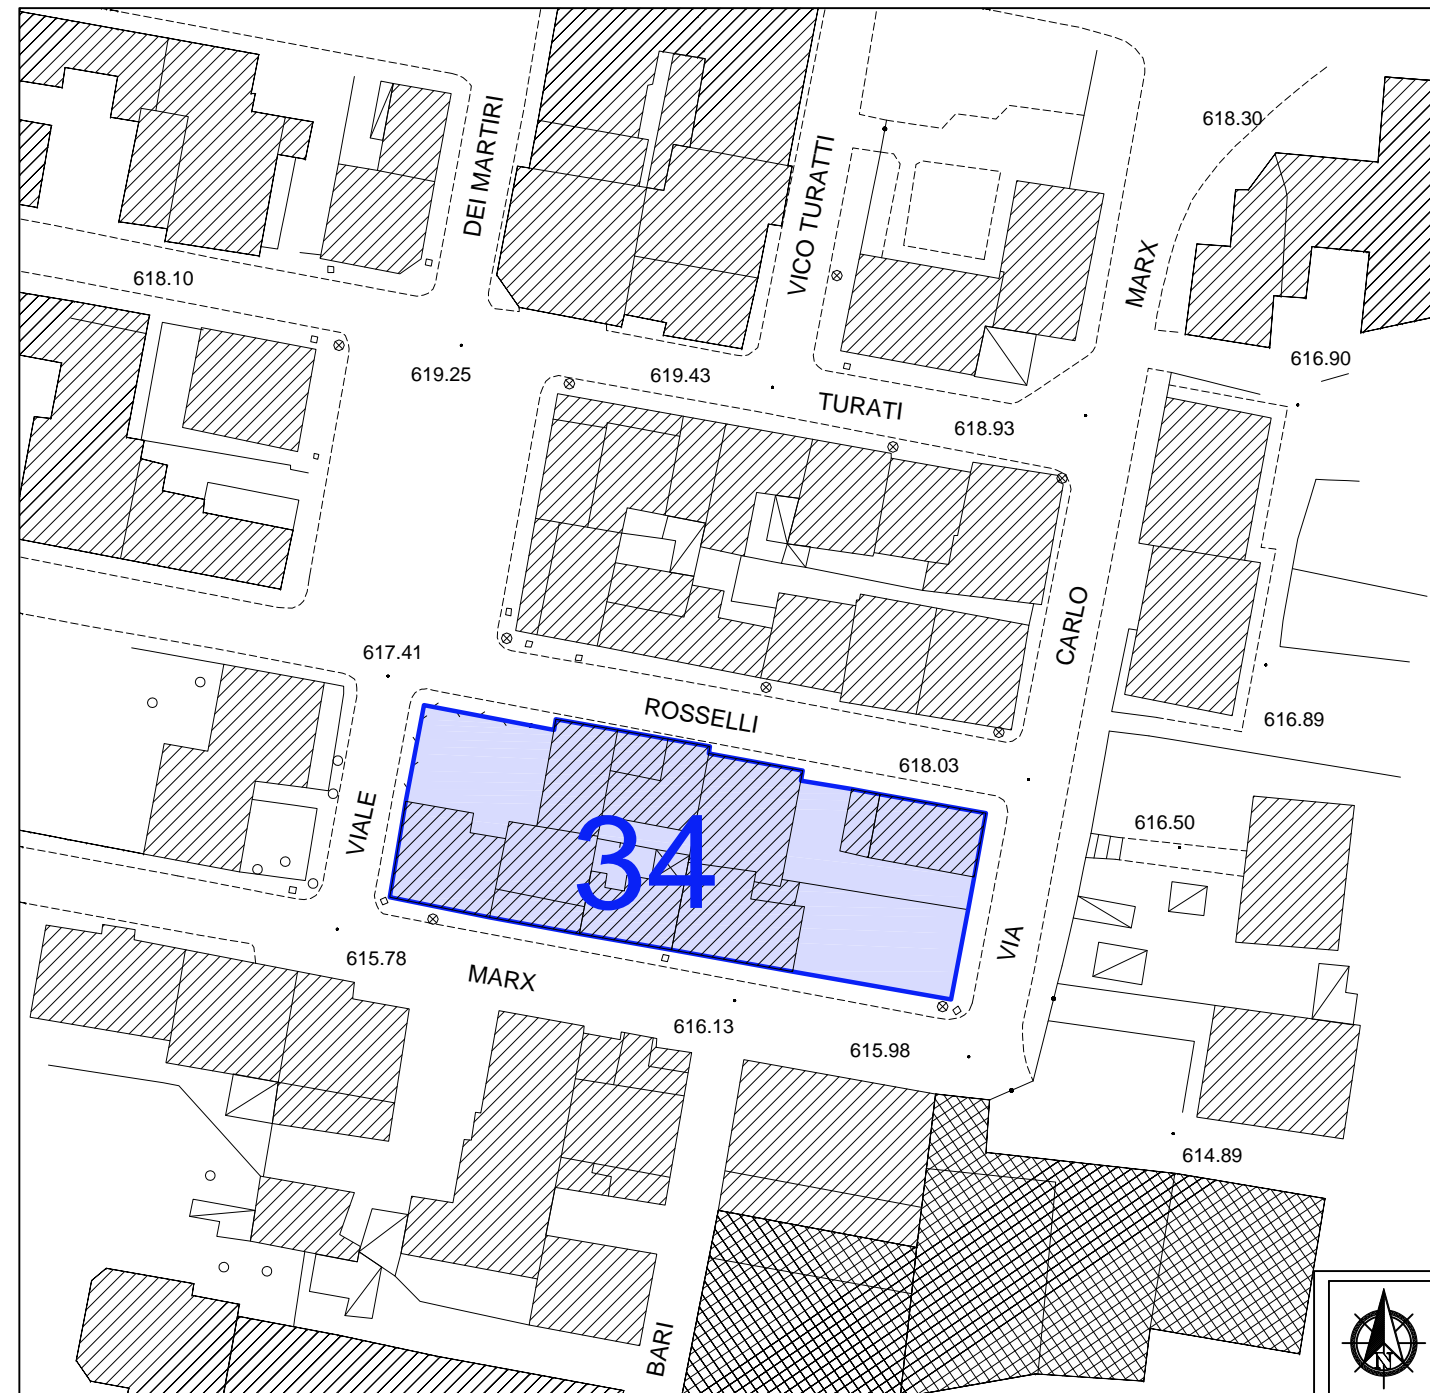 618.30
DEI MARTIRI
VICO TURATTI
MARX
618.10
616.90
619.25
619.43
TURATI
618.93
CARLO
617.41
ROSSELLI
616.89
618.03
VIALE
616.50
34
VIA
615.78
MARX
616.13
615.98
614.89
BARI
N